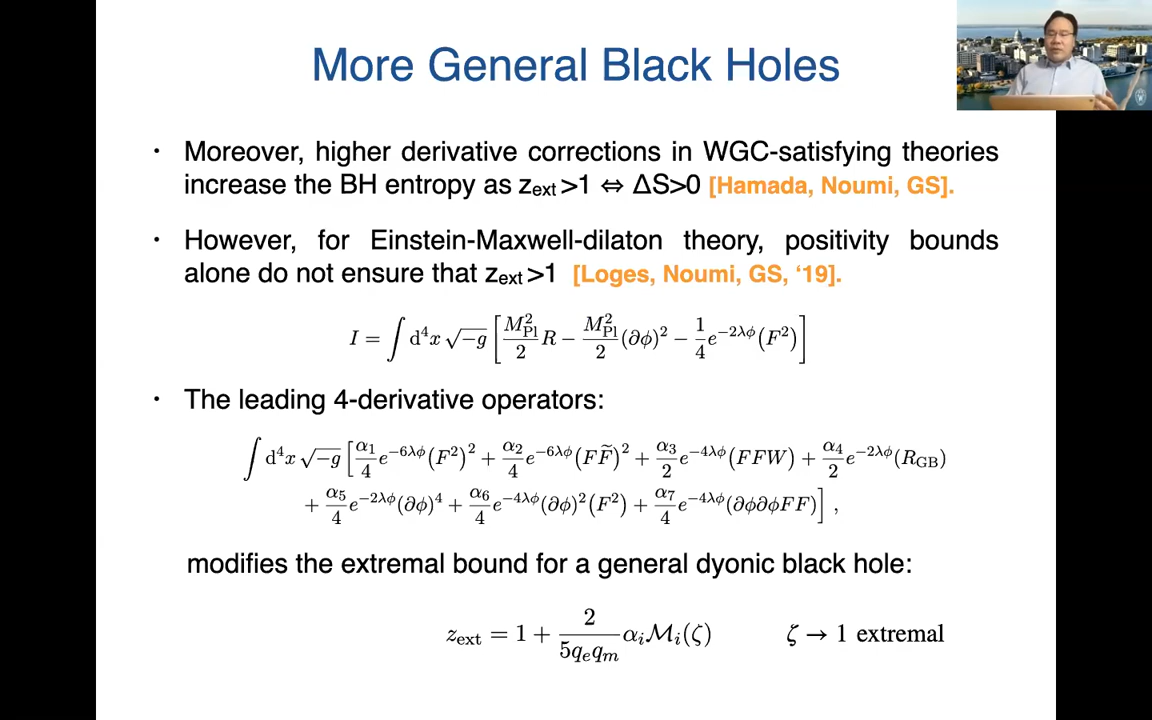 More General Black Holes
· Moreover, higher derivative corrections in WGC-satisfying theories
increase the BH entropy as z_ext >1 ⇔ ΔS>0 [Hamada, Noumi, GS].
· However, for Einstein-Maxwell-dilaton theory, positivity bounds
alone do not ensure that z_ext >1 [Loges, Noumi, GS, ‘19].
I = ∫ d⁴x √−g [ M²_Pl/2 R − M²_Pl/2 (∂ϕ)² − 1/4 e^{−2λϕ}(F²) ]
· The leading 4-derivative operators:
∫ d⁴x √−g [ α₁/4 e^{−6λϕ}(F²)² + α₂/4 e^{−6λϕ}(FF̃)² + α₃/2 e^{−4λϕ}(FFW) + α₄/2 e^{−2λϕ}(R_GB)
+ α₅/4 e^{−2λϕ}(∂ϕ)⁴ + α₆/4 e^{−4λϕ}(∂ϕ)²(F²) + α₇/4 e^{−4λϕ}(∂ϕ∂ϕFF) ] ,
modifies the extremal bound for a general dyonic black hole:
z_ext = 1 + 2/(5q_e q_m) α_i ℳ_i(ζ) ζ → 1 extremal